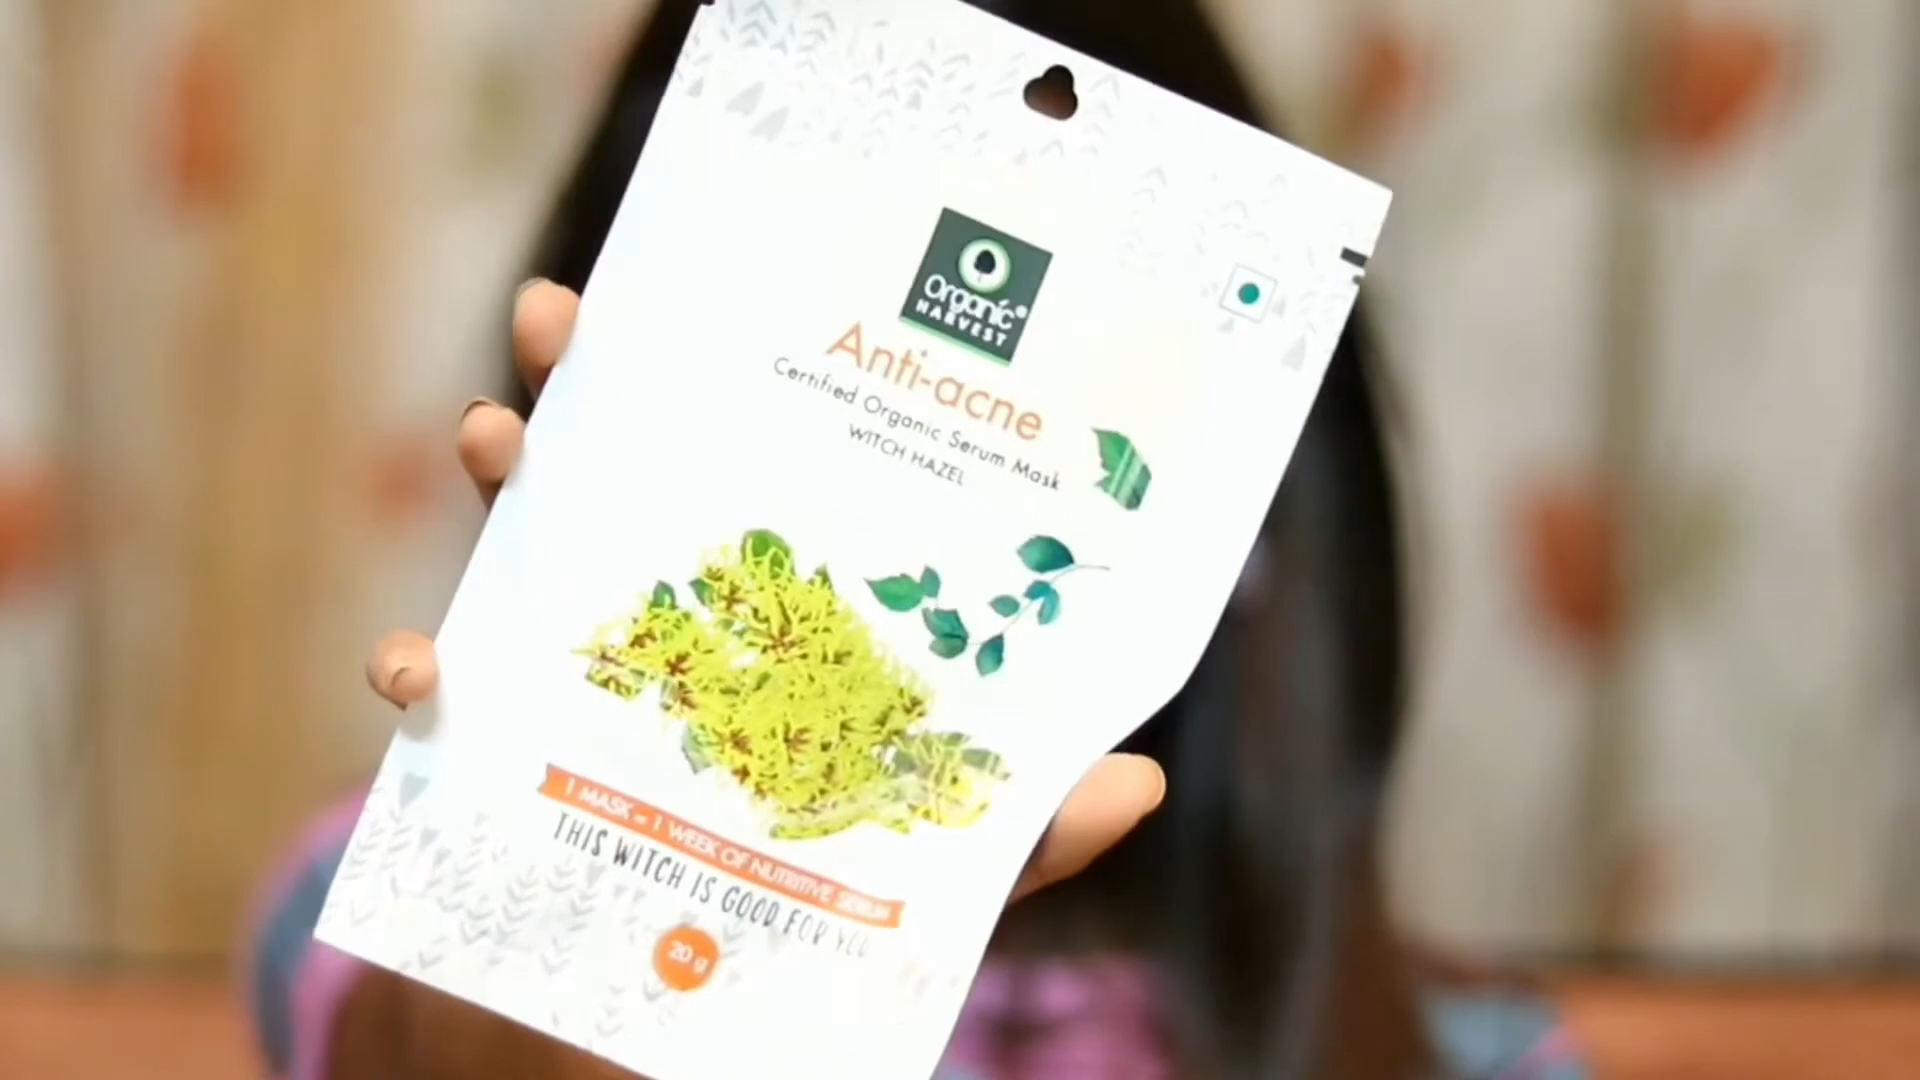 Organic®
HARVEST
Anti-acne
Certified Organic Serum Mask
WITCH HAZEL
1 MASK = 1 WEEK OF NUTRITIVE SERUM
THIS WITCH IS GOOD FOR YOU
20 g